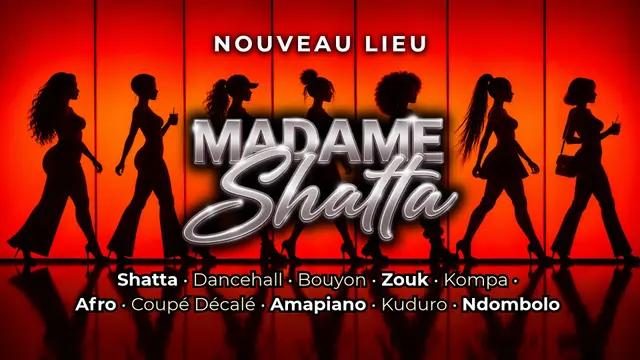 NOUVEAU LIEU
MADAME
Shatta
Shatta · Dancehall · Bouyon · Zouk · Kompa ·
Afro · Coupé Décalé · Amapiano · Kuduro · Ndombolo